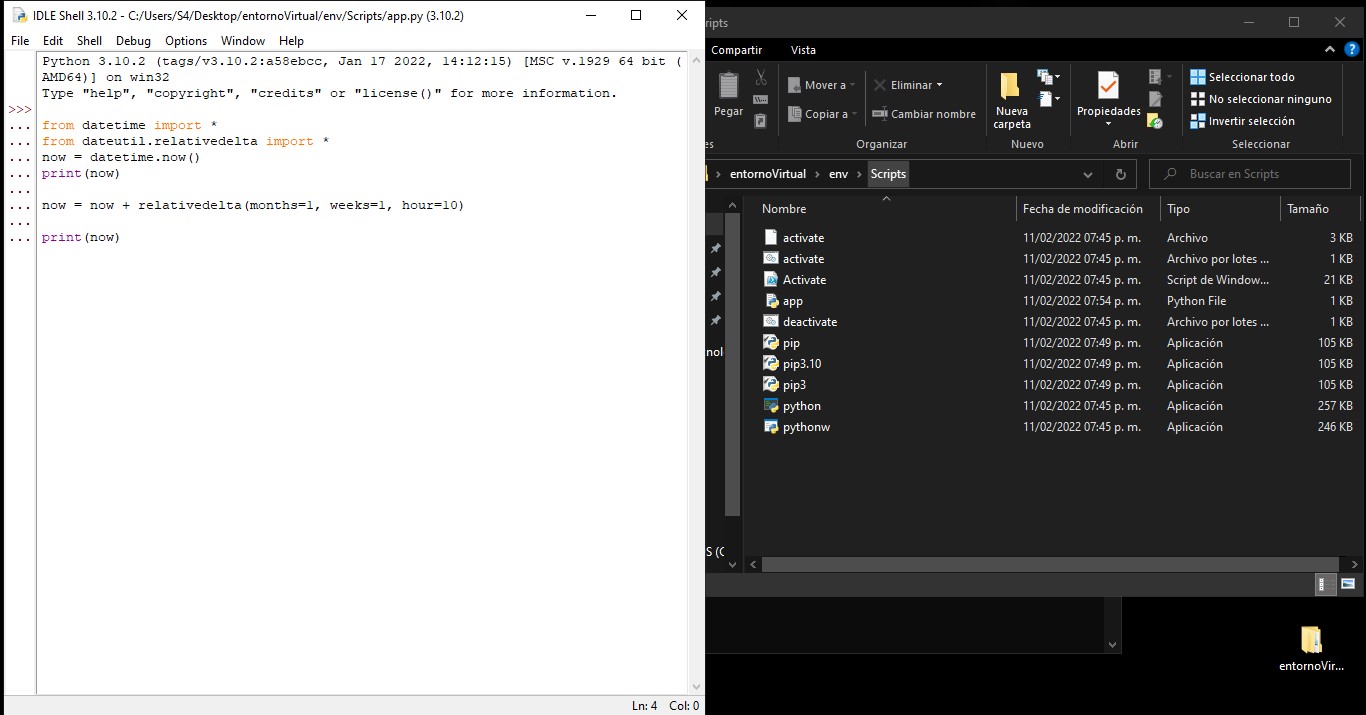 IDLE Shell 3.10.2 - C:/Users/S4/Desktop/entornoVirtual/env/Scripts/app.py (3.10.2)
File Edit Shell Debug Options Window Help
Python 3.10.2 (tags/v3.10.2:a58ebcc, Jan 17 2022, 14:12:15) [MSC v.1929 64 bit (
AMD64)] on win32
Type "help", "copyright", "credits" or "license()" for more information.
>>>
... from datetime import *
... from dateutil.relativedelta import *
... now = datetime.now()
... print(now)
...
... now = now + relativedelta(months=1, weeks=1, hour=10)
...
... print(now)
Ln: 4 Col: 0
ripts
Compartir Vista
Pegar
Mover a
Copiar a
Eliminar
Cambiar nombre
Nueva
carpeta
Propiedades
Seleccionar todo
No seleccionar ninguno
Invertir selección
es Organizar Nuevo Abrir Seleccionar
› entornoVirtual › env › Scripts
Buscar en Scripts
Nombre Fecha de modificación Tipo Tamaño
activate 11/02/2022 07:45 p. m. Archivo 3 KB
activate 11/02/2022 07:45 p. m. Archivo por lotes ... 1 KB
Activate 11/02/2022 07:45 p. m. Script de Window... 21 KB
app 11/02/2022 07:54 p. m. Python File 1 KB
deactivate 11/02/2022 07:45 p. m. Archivo por lotes ... 1 KB
pip 11/02/2022 07:49 p. m. Aplicación 105 KB
pip3.10 11/02/2022 07:49 p. m. Aplicación 105 KB
pip3 11/02/2022 07:49 p. m. Aplicación 105 KB
python 11/02/2022 07:45 p. m. Aplicación 257 KB
pythonw 11/02/2022 07:45 p. m. Aplicación 246 KB
nol
S (C
entornoVir...